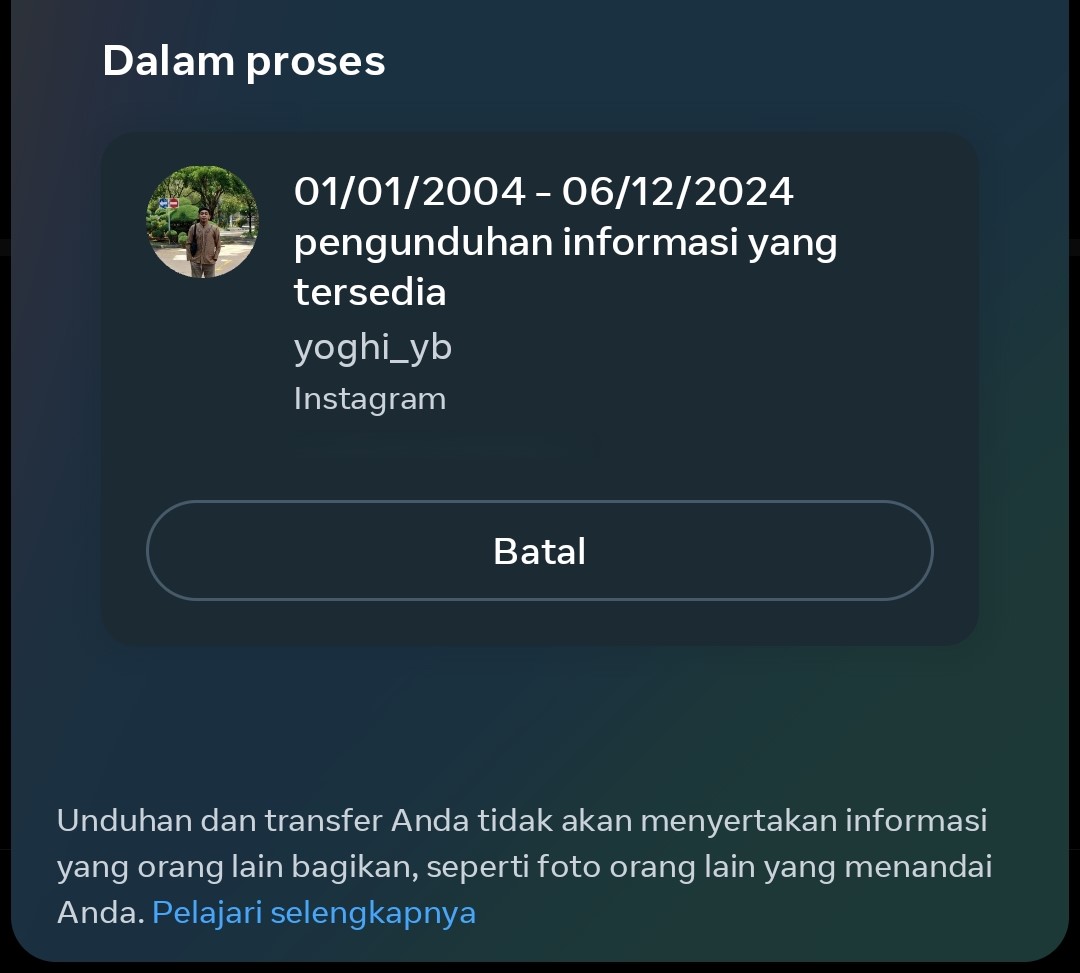 Dalam proses
01/01/2004 - 06/12/2024
pengunduhan informasi yang
tersedia
yoghi_yb
Instagram
Batal
Unduhan dan transfer Anda tidak akan menyertakan informasi
yang orang lain bagikan, seperti foto orang lain yang menandai
Anda. Pelajari selengkapnya